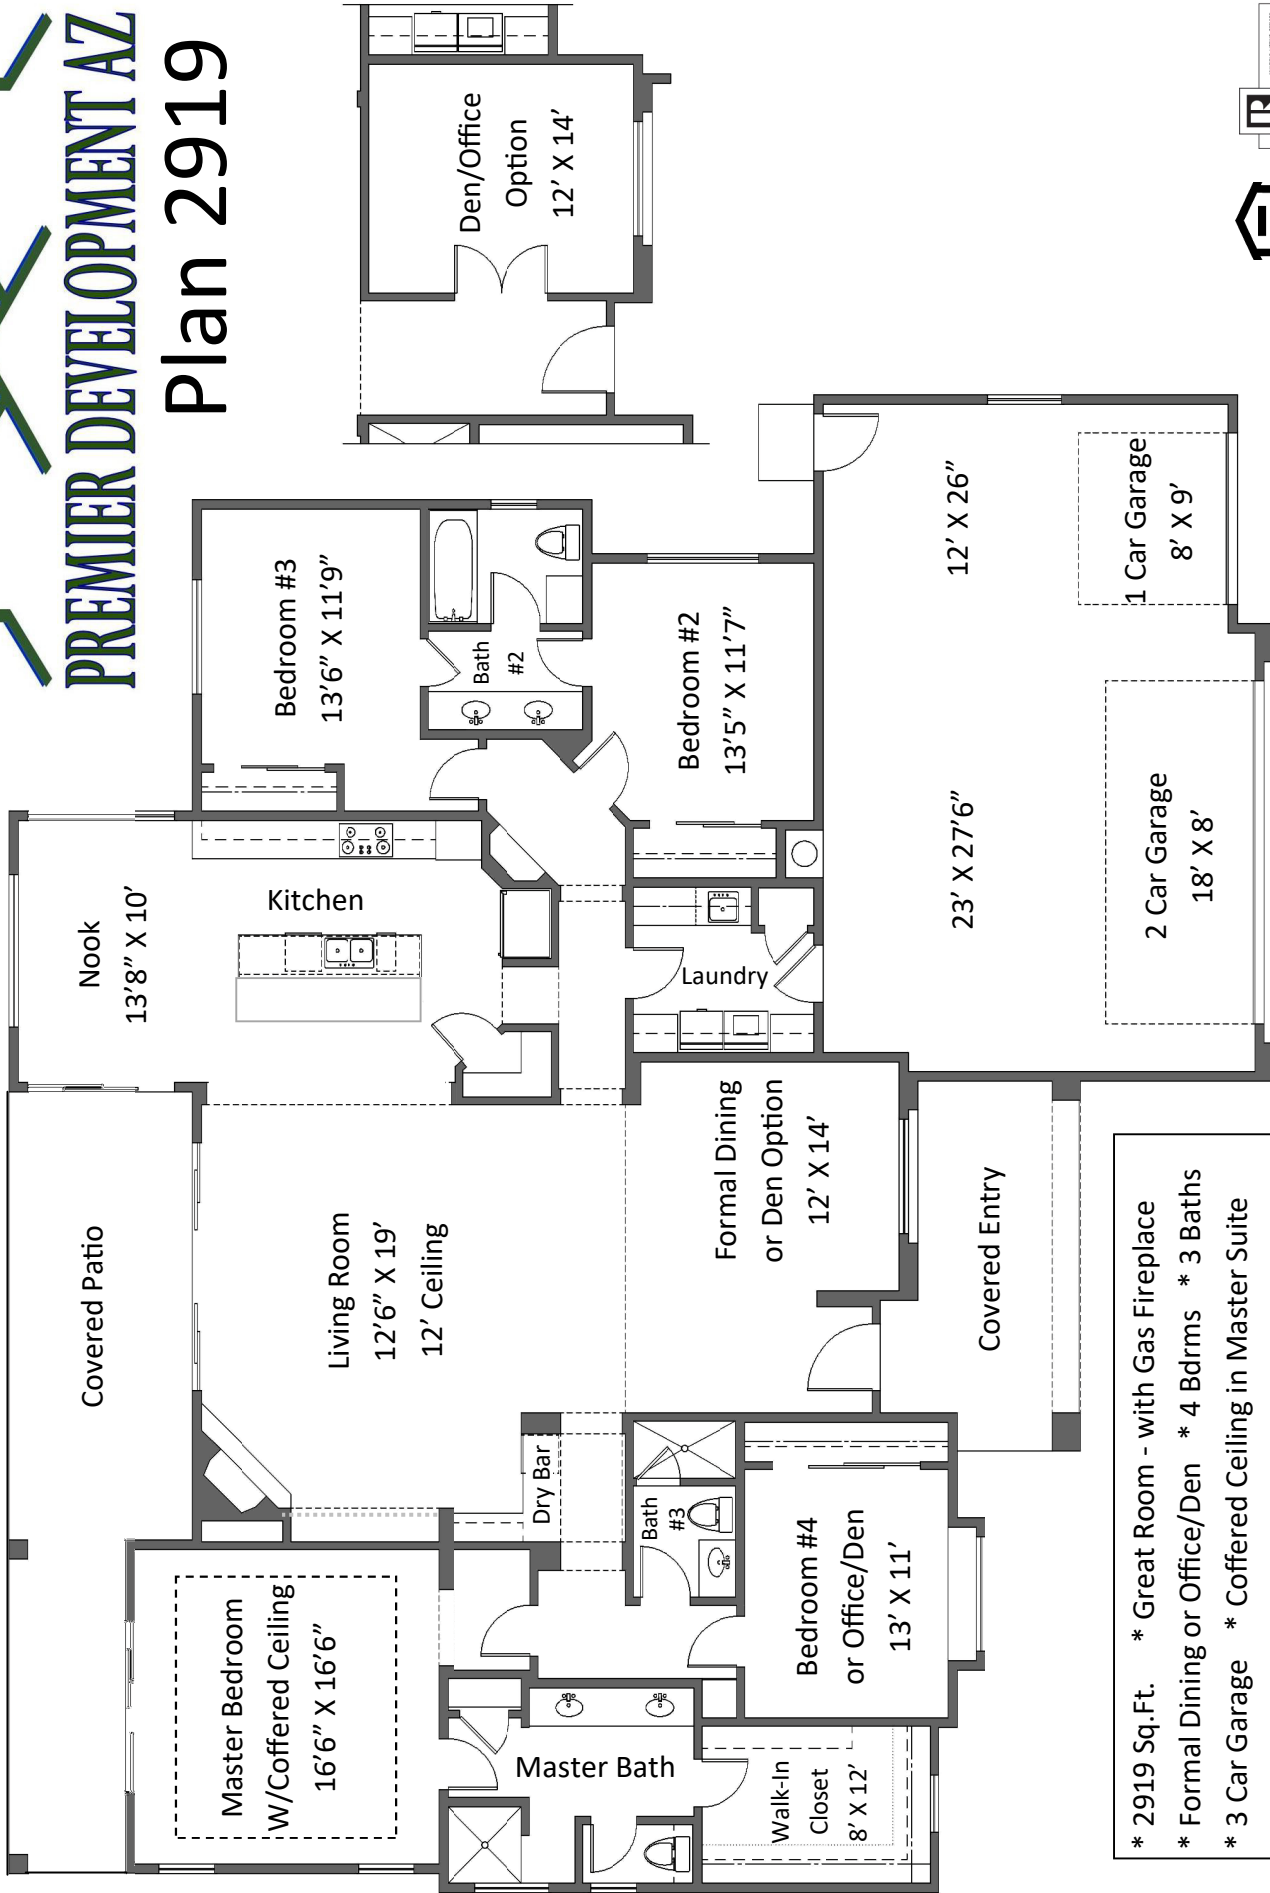 PREMIER DEVELOPMENT AZ
Plan 2919
Covered Patio
Nook
13’8” X 10’
Kitchen
Bedroom #3
13’6” X 11’9”
Bath
#2
Bedroom #2
13’5” X 11’7”
Laundry
Master Bedroom
W/Coffered Ceiling
16’6” X 16’6”
Living Room
12’6” X 19’
12’ Ceiling
Dry Bar
Bath
#3
Master Bath
Walk-In
Closet
8’ X 12’
Bedroom #4
or Office/Den
13’ X 11’
Formal Dining
or Den Option
12’ X 14’
Covered Entry
23’ X 27’6”
12’ X 26”
2 Car Garage
18’ X 8’
1 Car Garage
8’ X 9’
Den/Office
Option
12’ X 14’
* 2919 Sq.Ft. * Great Room - with Gas Fireplace
* Formal Dining or Office/Den * 4 Bdrms * 3 Baths
* 3 Car Garage * Coffered Ceiling in Master Suite